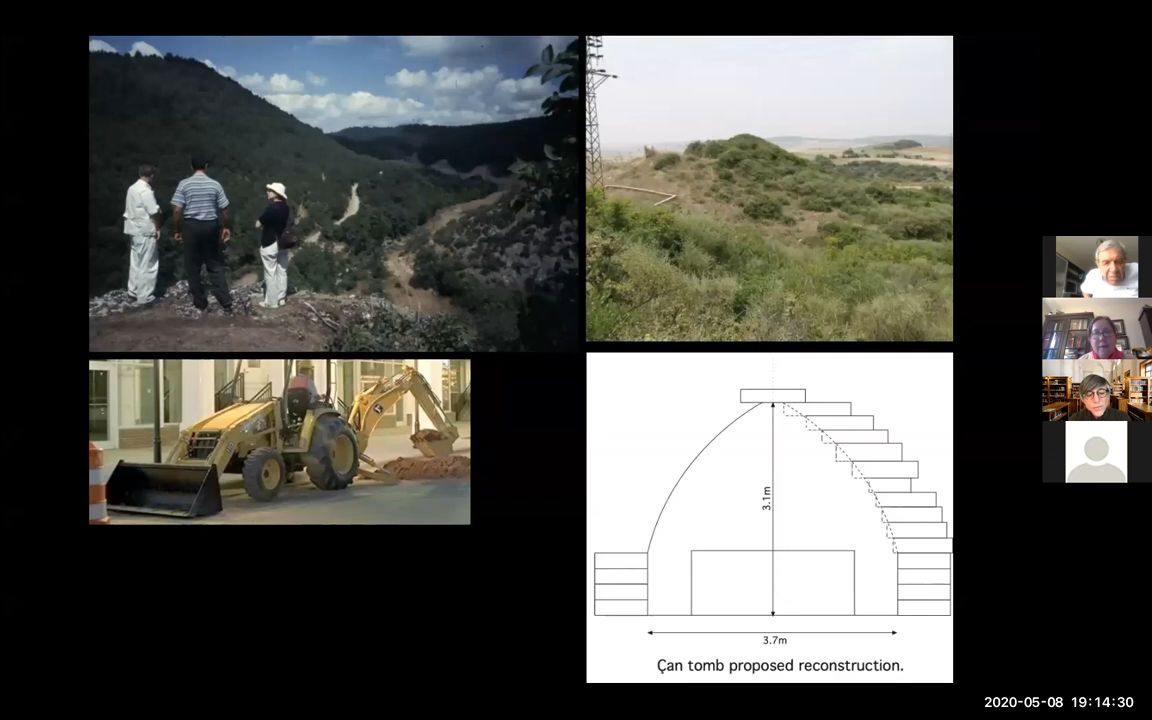 3.1m
3.7m
Çan tomb proposed reconstruction.
2020-05-08 19:14:30